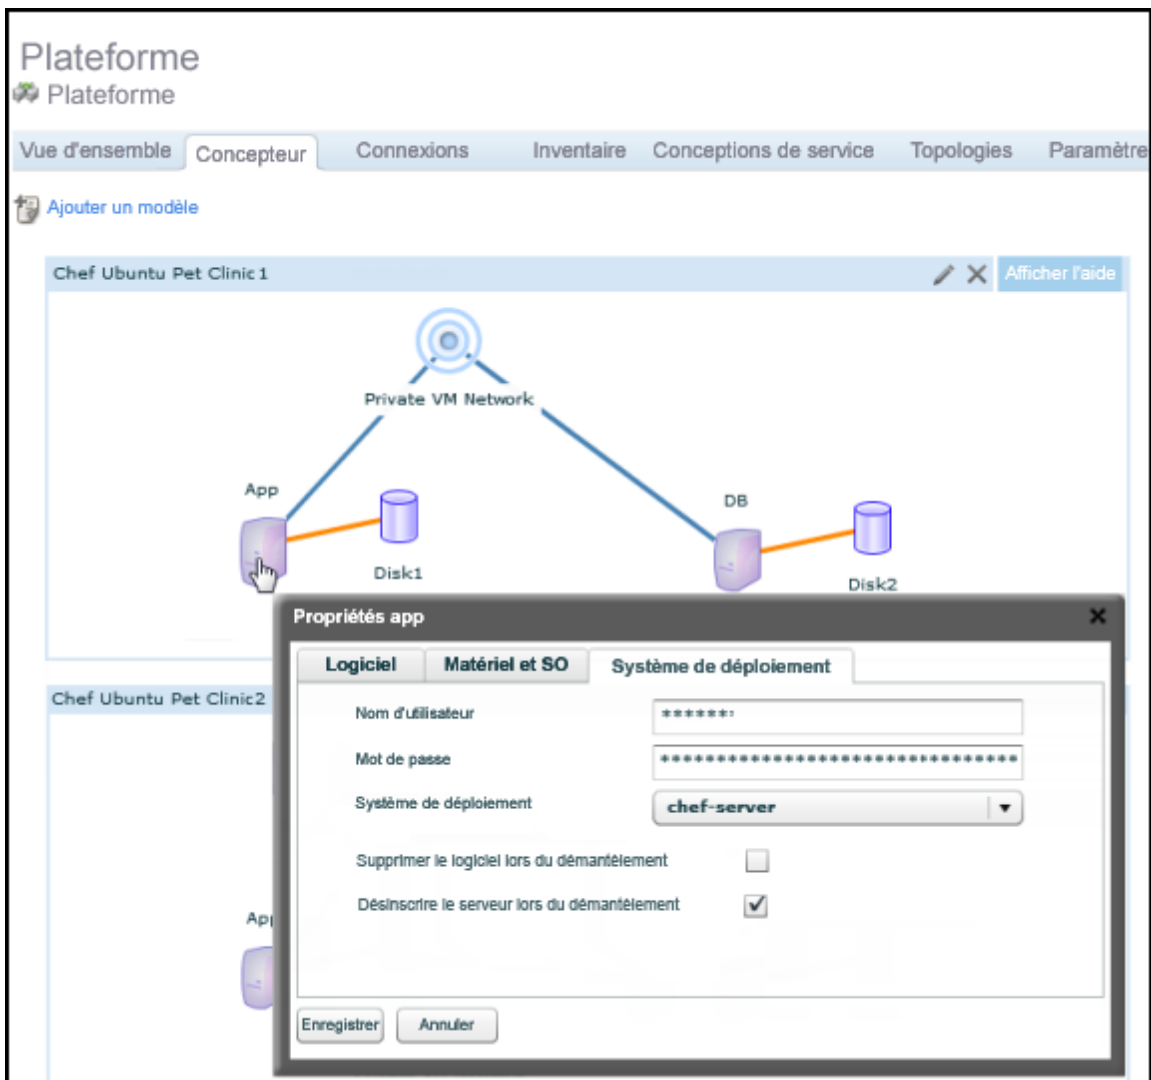 Plateforme
Plateforme
Vue d'ensemble Concepteur Connexions Inventaire Conceptions de service Topologies Paramètre
Ajouter un modèle
Chef Ubuntu Pet Clinic 1 Afficher l'aide
Private VM Network
App
DB
Disk1
Disk2
Propriétés app
Logiciel Matériel et SO Système de déploiement
Chef Ubuntu Pet Clinic2
Nom d'utilisateur
Mot de passe
Système de déploiement chef-server
Supprimer le logiciel lors du démantèlement
Désinscrire le serveur lors du démantèlement
App
Enregistrer Annuler